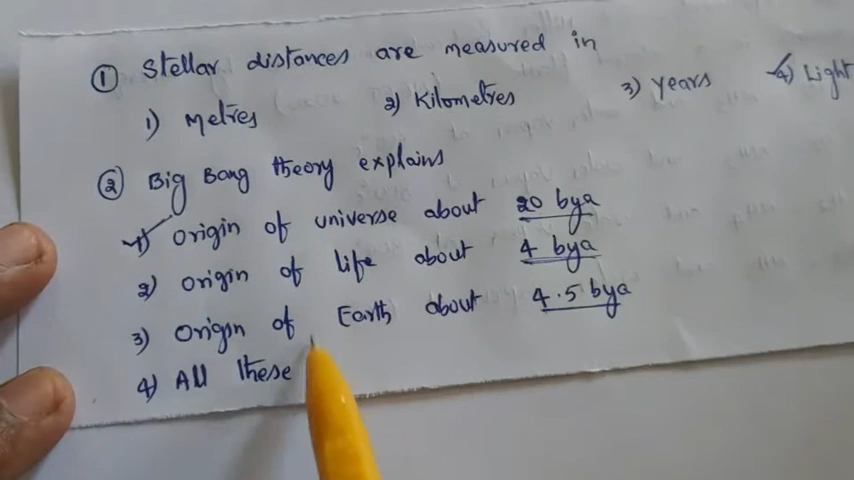 ① Stellar distances are measured in
1) Metres 2) Kilometres 3) Years 4) Light
② Big Bang theory explains
1) Origin of universe about 20 bya
2) Origin of life about 4 bya
3) Origin of Earth about 4.5 bya
4) All these